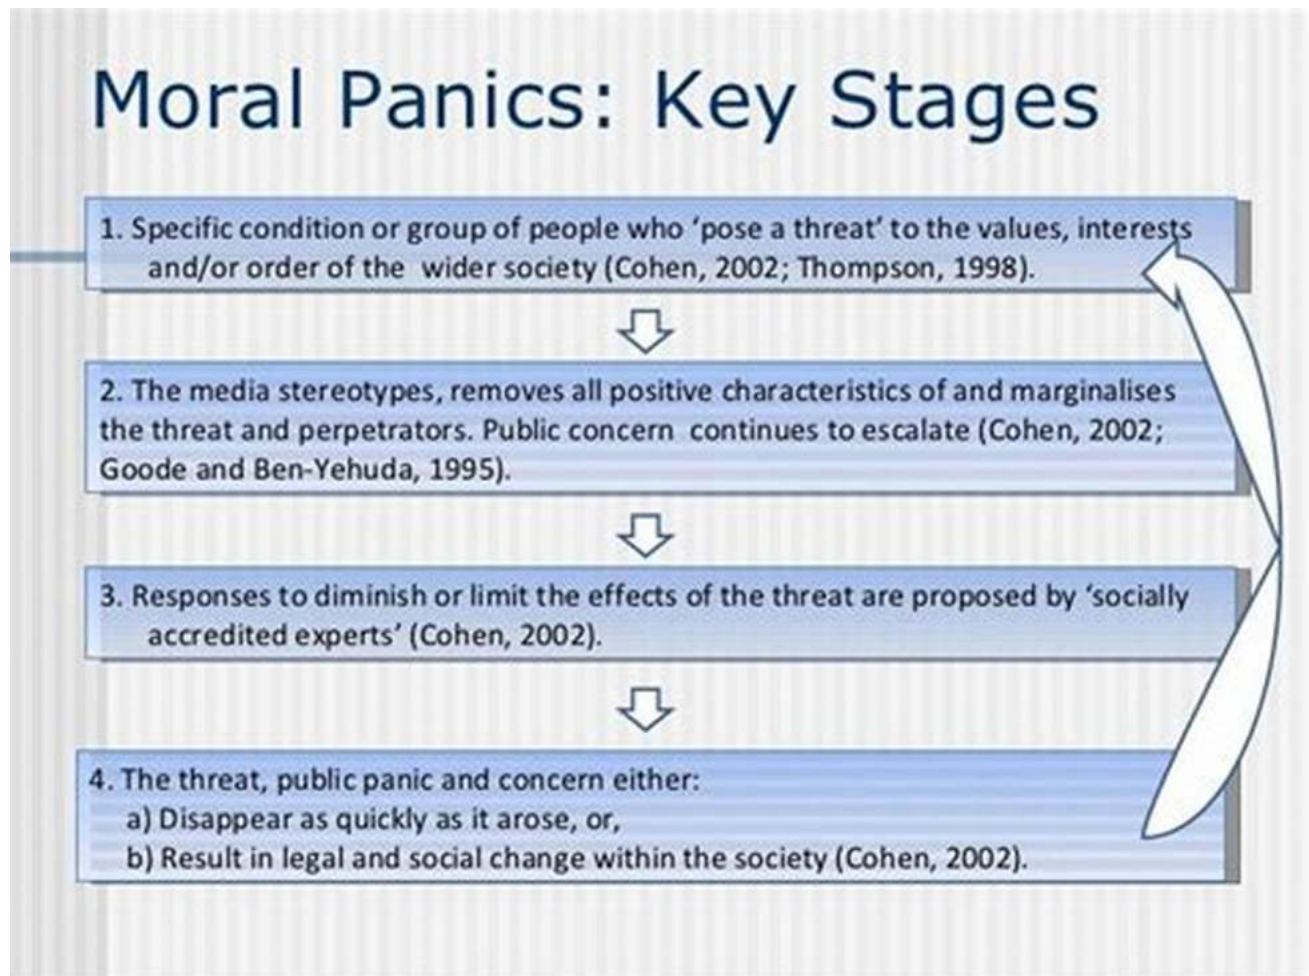 Moral Panics: Key Stages
1. Specific condition or group of people who ‘pose a threat’ to the values, interests
and/or order of the wider society (Cohen, 2002; Thompson, 1998).
2. The media stereotypes, removes all positive characteristics of and marginalises
the threat and perpetrators. Public concern continues to escalate (Cohen, 2002;
Goode and Ben-Yehuda, 1995).
3. Responses to diminish or limit the effects of the threat are proposed by ‘socially
accredited experts’ (Cohen, 2002).
4. The threat, public panic and concern either:
a) Disappear as quickly as it arose, or,
b) Result in legal and social change within the society (Cohen, 2002).